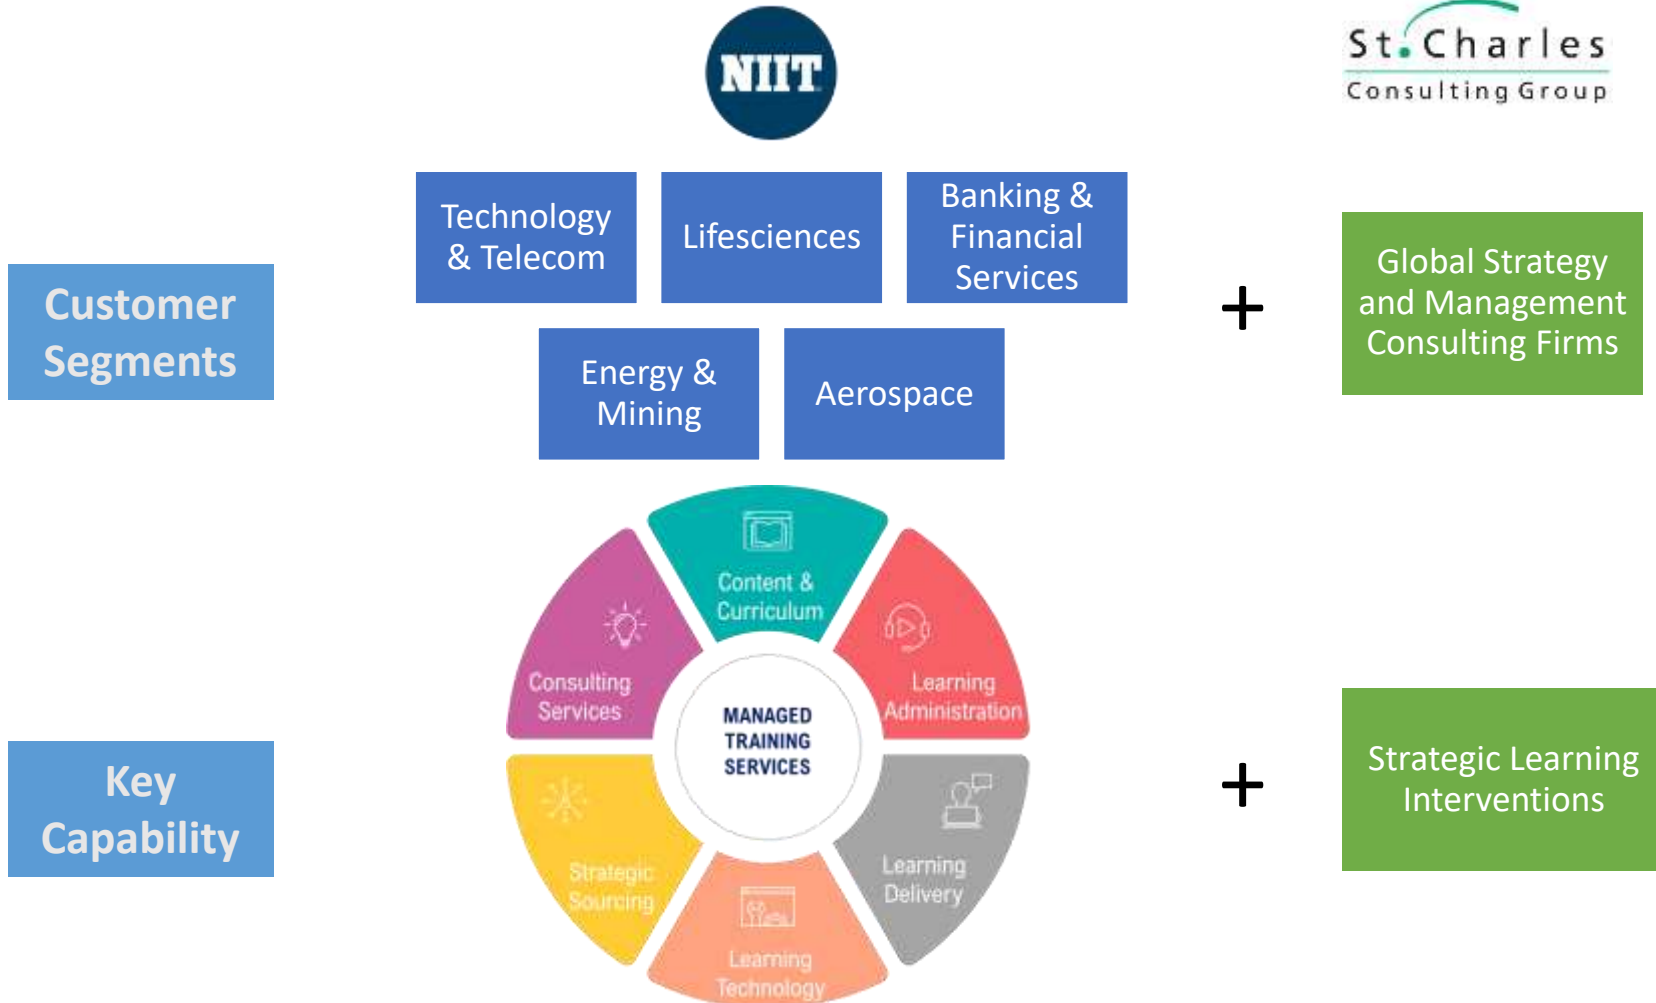 NIIT
St. Charles
Consulting Group
Customer
Segments
Technology
& Telecom
Lifesciences
Banking &
Financial
Services
Energy &
Mining
Aerospace
+
Global Strategy
and Management
Consulting Firms
Key
Capability
Content &
Curriculum
Learning
Administration
Learning
Delivery
Learning
Technology
Strategic
Sourcing
Consulting
Services
MANAGED
TRAINING
SERVICES
+
Strategic Learning
Interventions